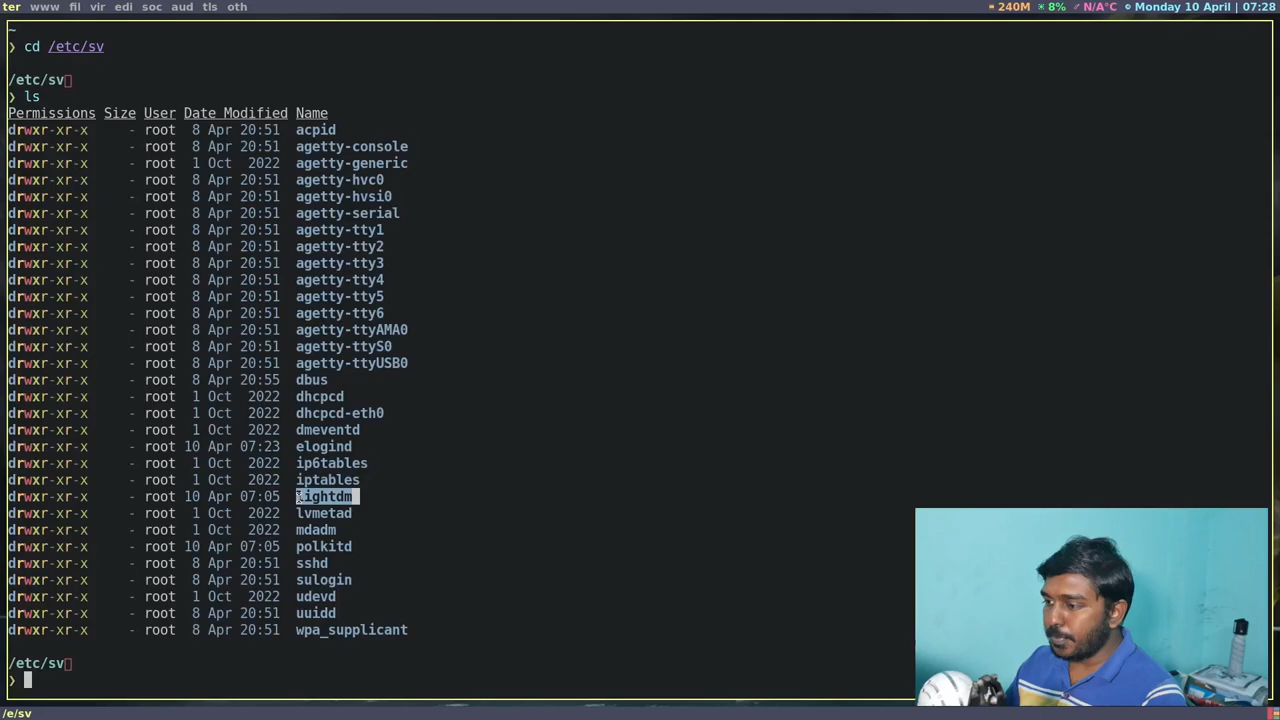 ter www fil vir edi soc aud tls oth 240M 8% N/A°C Monday 10 April | 07:28
~
❯ cd /etc/sv
/etc/sv
❯ ls
Permissions Size User Date Modified Name
drwxr-xr-x - root 8 Apr 20:51 acpid
drwxr-xr-x - root 8 Apr 20:51 agetty-console
drwxr-xr-x - root 1 Oct 2022 agetty-generic
drwxr-xr-x - root 8 Apr 20:51 agetty-hvc0
drwxr-xr-x - root 8 Apr 20:51 agetty-hvsi0
drwxr-xr-x - root 8 Apr 20:51 agetty-serial
drwxr-xr-x - root 8 Apr 20:51 agetty-tty1
drwxr-xr-x - root 8 Apr 20:51 agetty-tty2
drwxr-xr-x - root 8 Apr 20:51 agetty-tty3
drwxr-xr-x - root 8 Apr 20:51 agetty-tty4
drwxr-xr-x - root 8 Apr 20:51 agetty-tty5
drwxr-xr-x - root 8 Apr 20:51 agetty-tty6
drwxr-xr-x - root 8 Apr 20:51 agetty-ttyAMA0
drwxr-xr-x - root 8 Apr 20:51 agetty-ttyS0
drwxr-xr-x - root 8 Apr 20:51 agetty-ttyUSB0
drwxr-xr-x - root 8 Apr 20:55 dbus
drwxr-xr-x - root 1 Oct 2022 dhcpcd
drwxr-xr-x - root 1 Oct 2022 dhcpcd-eth0
drwxr-xr-x - root 1 Oct 2022 dmeventd
drwxr-xr-x - root 10 Apr 07:23 elogind
drwxr-xr-x - root 1 Oct 2022 ip6tables
drwxr-xr-x - root 1 Oct 2022 iptables
drwxr-xr-x - root 10 Apr 07:05 lightdm
drwxr-xr-x - root 1 Oct 2022 lvmetad
drwxr-xr-x - root 1 Oct 2022 mdadm
drwxr-xr-x - root 10 Apr 07:05 polkitd
drwxr-xr-x - root 8 Apr 20:51 sshd
drwxr-xr-x - root 8 Apr 20:51 sulogin
drwxr-xr-x - root 1 Oct 2022 udevd
drwxr-xr-x - root 8 Apr 20:51 uuidd
drwxr-xr-x - root 8 Apr 20:51 wpa_supplicant
/etc/sv
❯
/e/sv